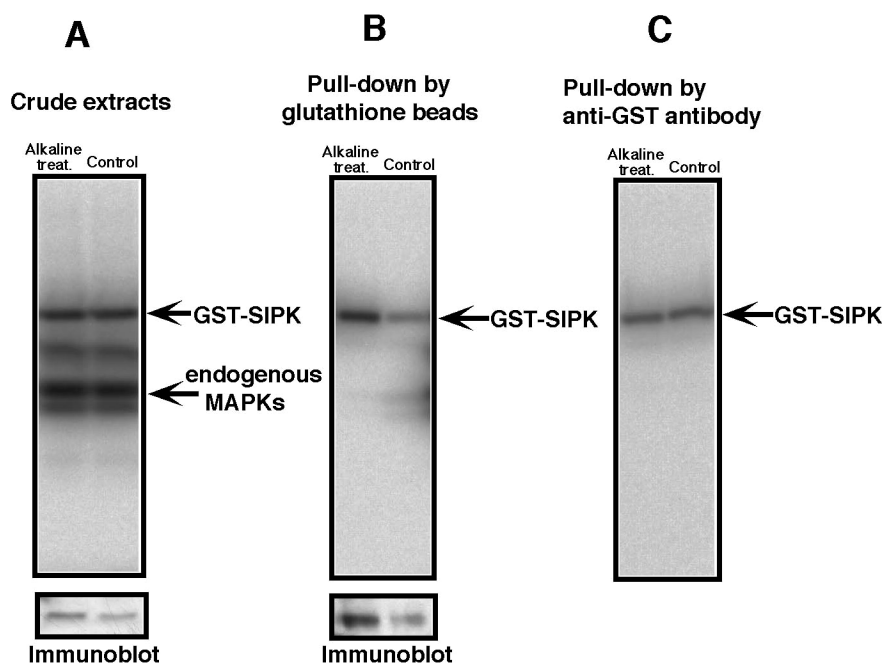 A
Crude extracts
Alkaline
treat.
Control
GST-SIPK
endogenous
MAPKs
Immunoblot
B
Pull-down by
glutathione beads
Alkaline
treat.
Control
GST-SIPK
Immunoblot
C
Pull-down by
anti-GST antibody
Alkaline
treat.
Control
GST-SIPK